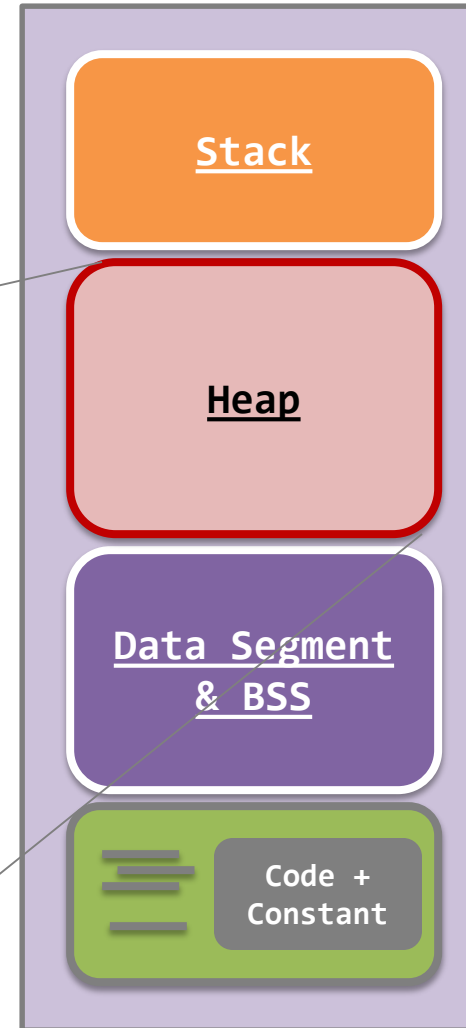 Stack
Heap
Data Segment
& BSS
Code +
Constant